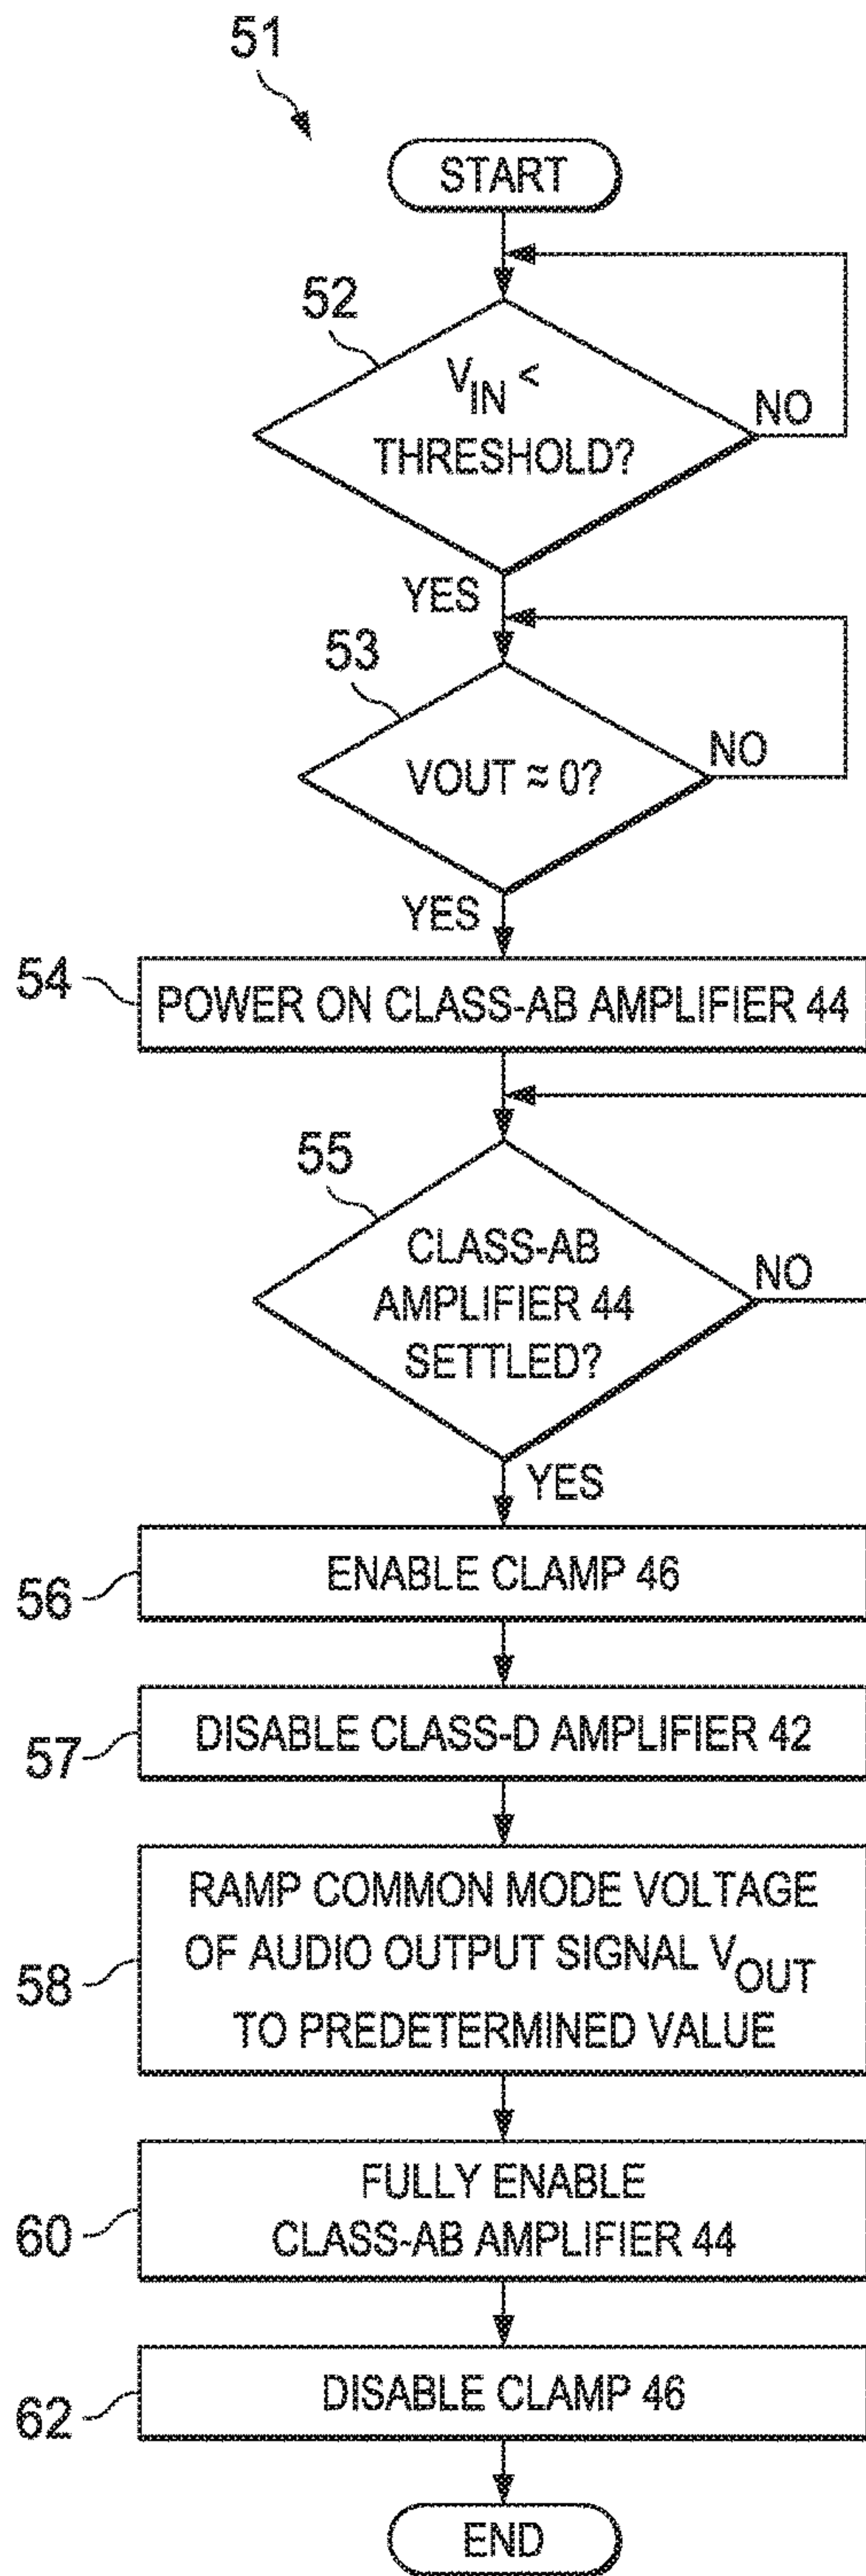 51
START
52
V_IN <
THRESHOLD?
NO
YES
53
VOUT ≈ 0?
NO
YES
54
POWER ON CLASS-AB AMPLIFIER 44
55
CLASS-AB
AMPLIFIER 44
SETTLED?
NO
YES
56
ENABLE CLAMP 46
57
DISABLE CLASS-D AMPLIFIER 42
58
RAMP COMMON MODE VOLTAGE
OF AUDIO OUTPUT SIGNAL V_OUT
TO PREDETERMINED VALUE
60
FULLY ENABLE
CLASS-AB AMPLIFIER 44
62
DISABLE CLAMP 46
END